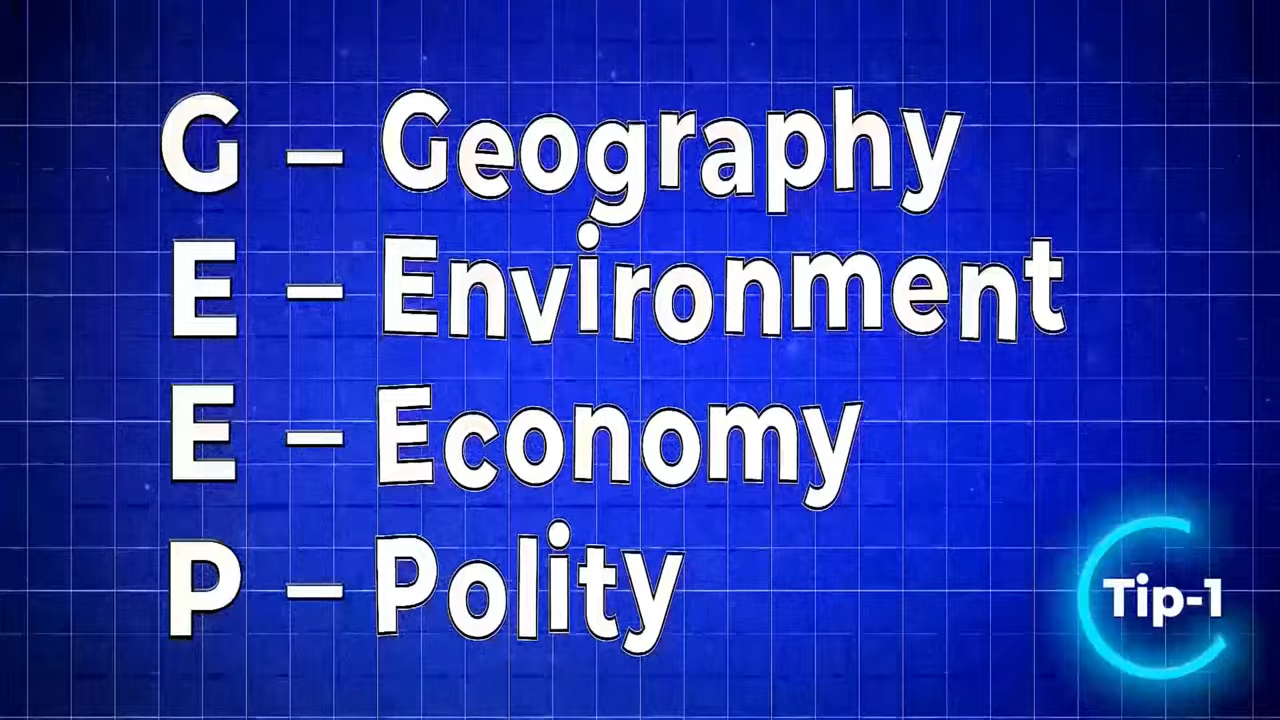 G – Geography
E – Environment
E – Economy
P – Polity
Tip-1